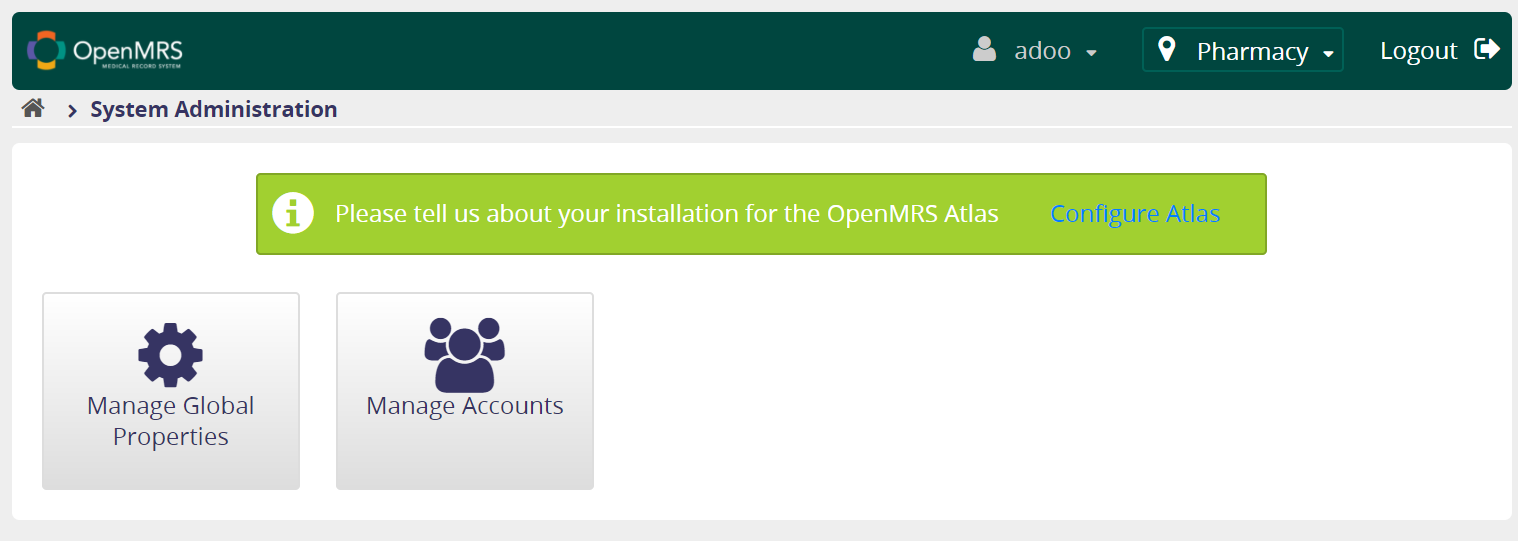 OpenMRS
MEDICAL RECORD SYSTEM
adoo
Pharmacy
Logout
System Administration
Please tell us about your installation for the OpenMRS Atlas Configure Atlas
Manage Global
Properties
Manage Accounts